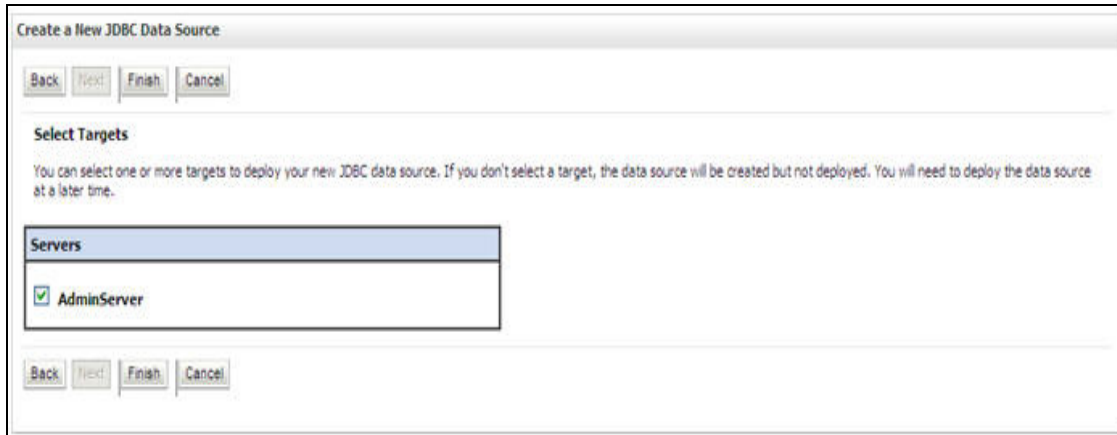 Create a New JDBC Data Source
Back Next Finish Cancel
Select Targets
You can select one or more targets to deploy your new JDBC data source. If you don't select a target, the data source will be created but not deployed. You will need to deploy the data source
at a later time.
Servers
AdminServer
Back Next Finish Cancel